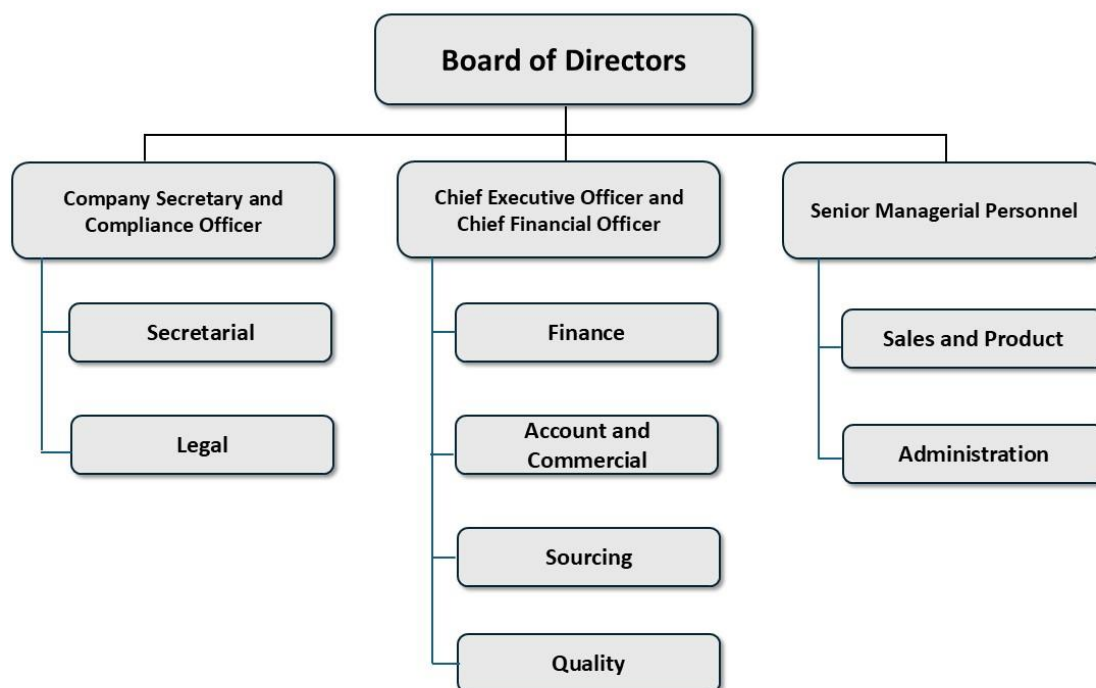 Board of Directors
Company Secretary and
Compliance Officer
Chief Executive Officer and
Chief Financial Officer
Senior Managerial Personnel
Secretarial
Finance
Sales and Product
Legal
Account and
Commercial
Administration
Sourcing
Quality